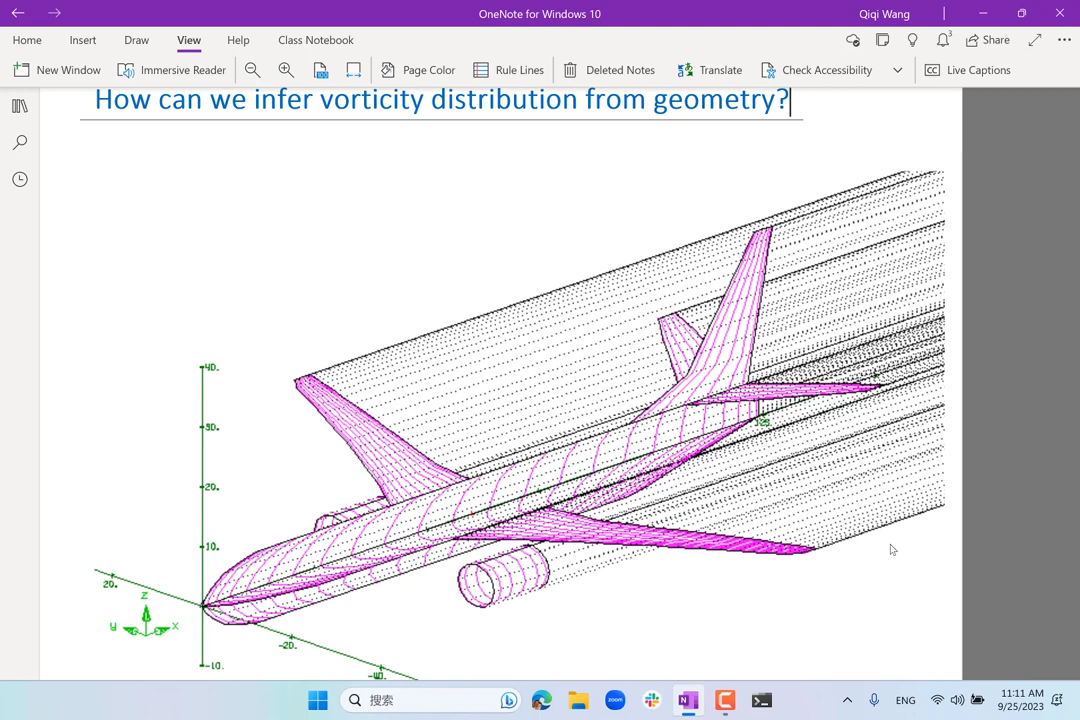 OneNote for Windows 10
Qiqi Wang
Home Insert Draw View Help Class Notebook
3
Share
New Window Immersive Reader Page Color Rule Lines Deleted Notes Translate Check Accessibility Live Captions
How can we infer vorticity distribution from geometry?
40.
30.
20.
10.
-10.
20.
-20.
-40.
125.
z
y x
搜索
ENG
11:11 AM
9/25/2023